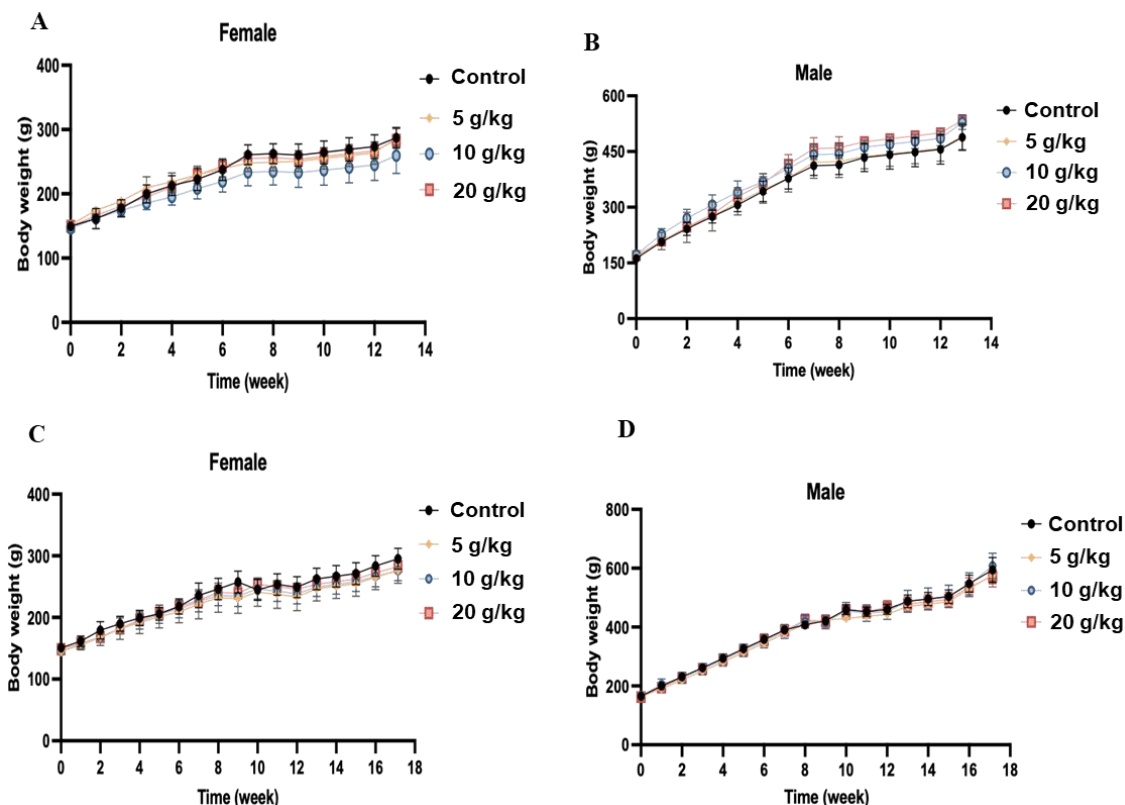 A
Female
Body weight (g)
400
300
200
100
0
0 2 4 6 8 10 12 14
Time (week)
Control
5 g/kg
10 g/kg
20 g/kg
B
Male
Body weight (g)
600
450
300
150
0
0 2 4 6 8 10 12 14
Time (week)
Control
5 g/kg
10 g/kg
20 g/kg
C
Female
Body weight (g)
400
300
200
100
0
0 2 4 6 8 10 12 14 16 18
Time (week)
Control
5 g/kg
10 g/kg
20 g/kg
D
Male
Body weight (g)
800
600
400
200
0
0 2 4 6 8 10 12 14 16 18
Time (week)
Control
5 g/kg
10 g/kg
20 g/kg